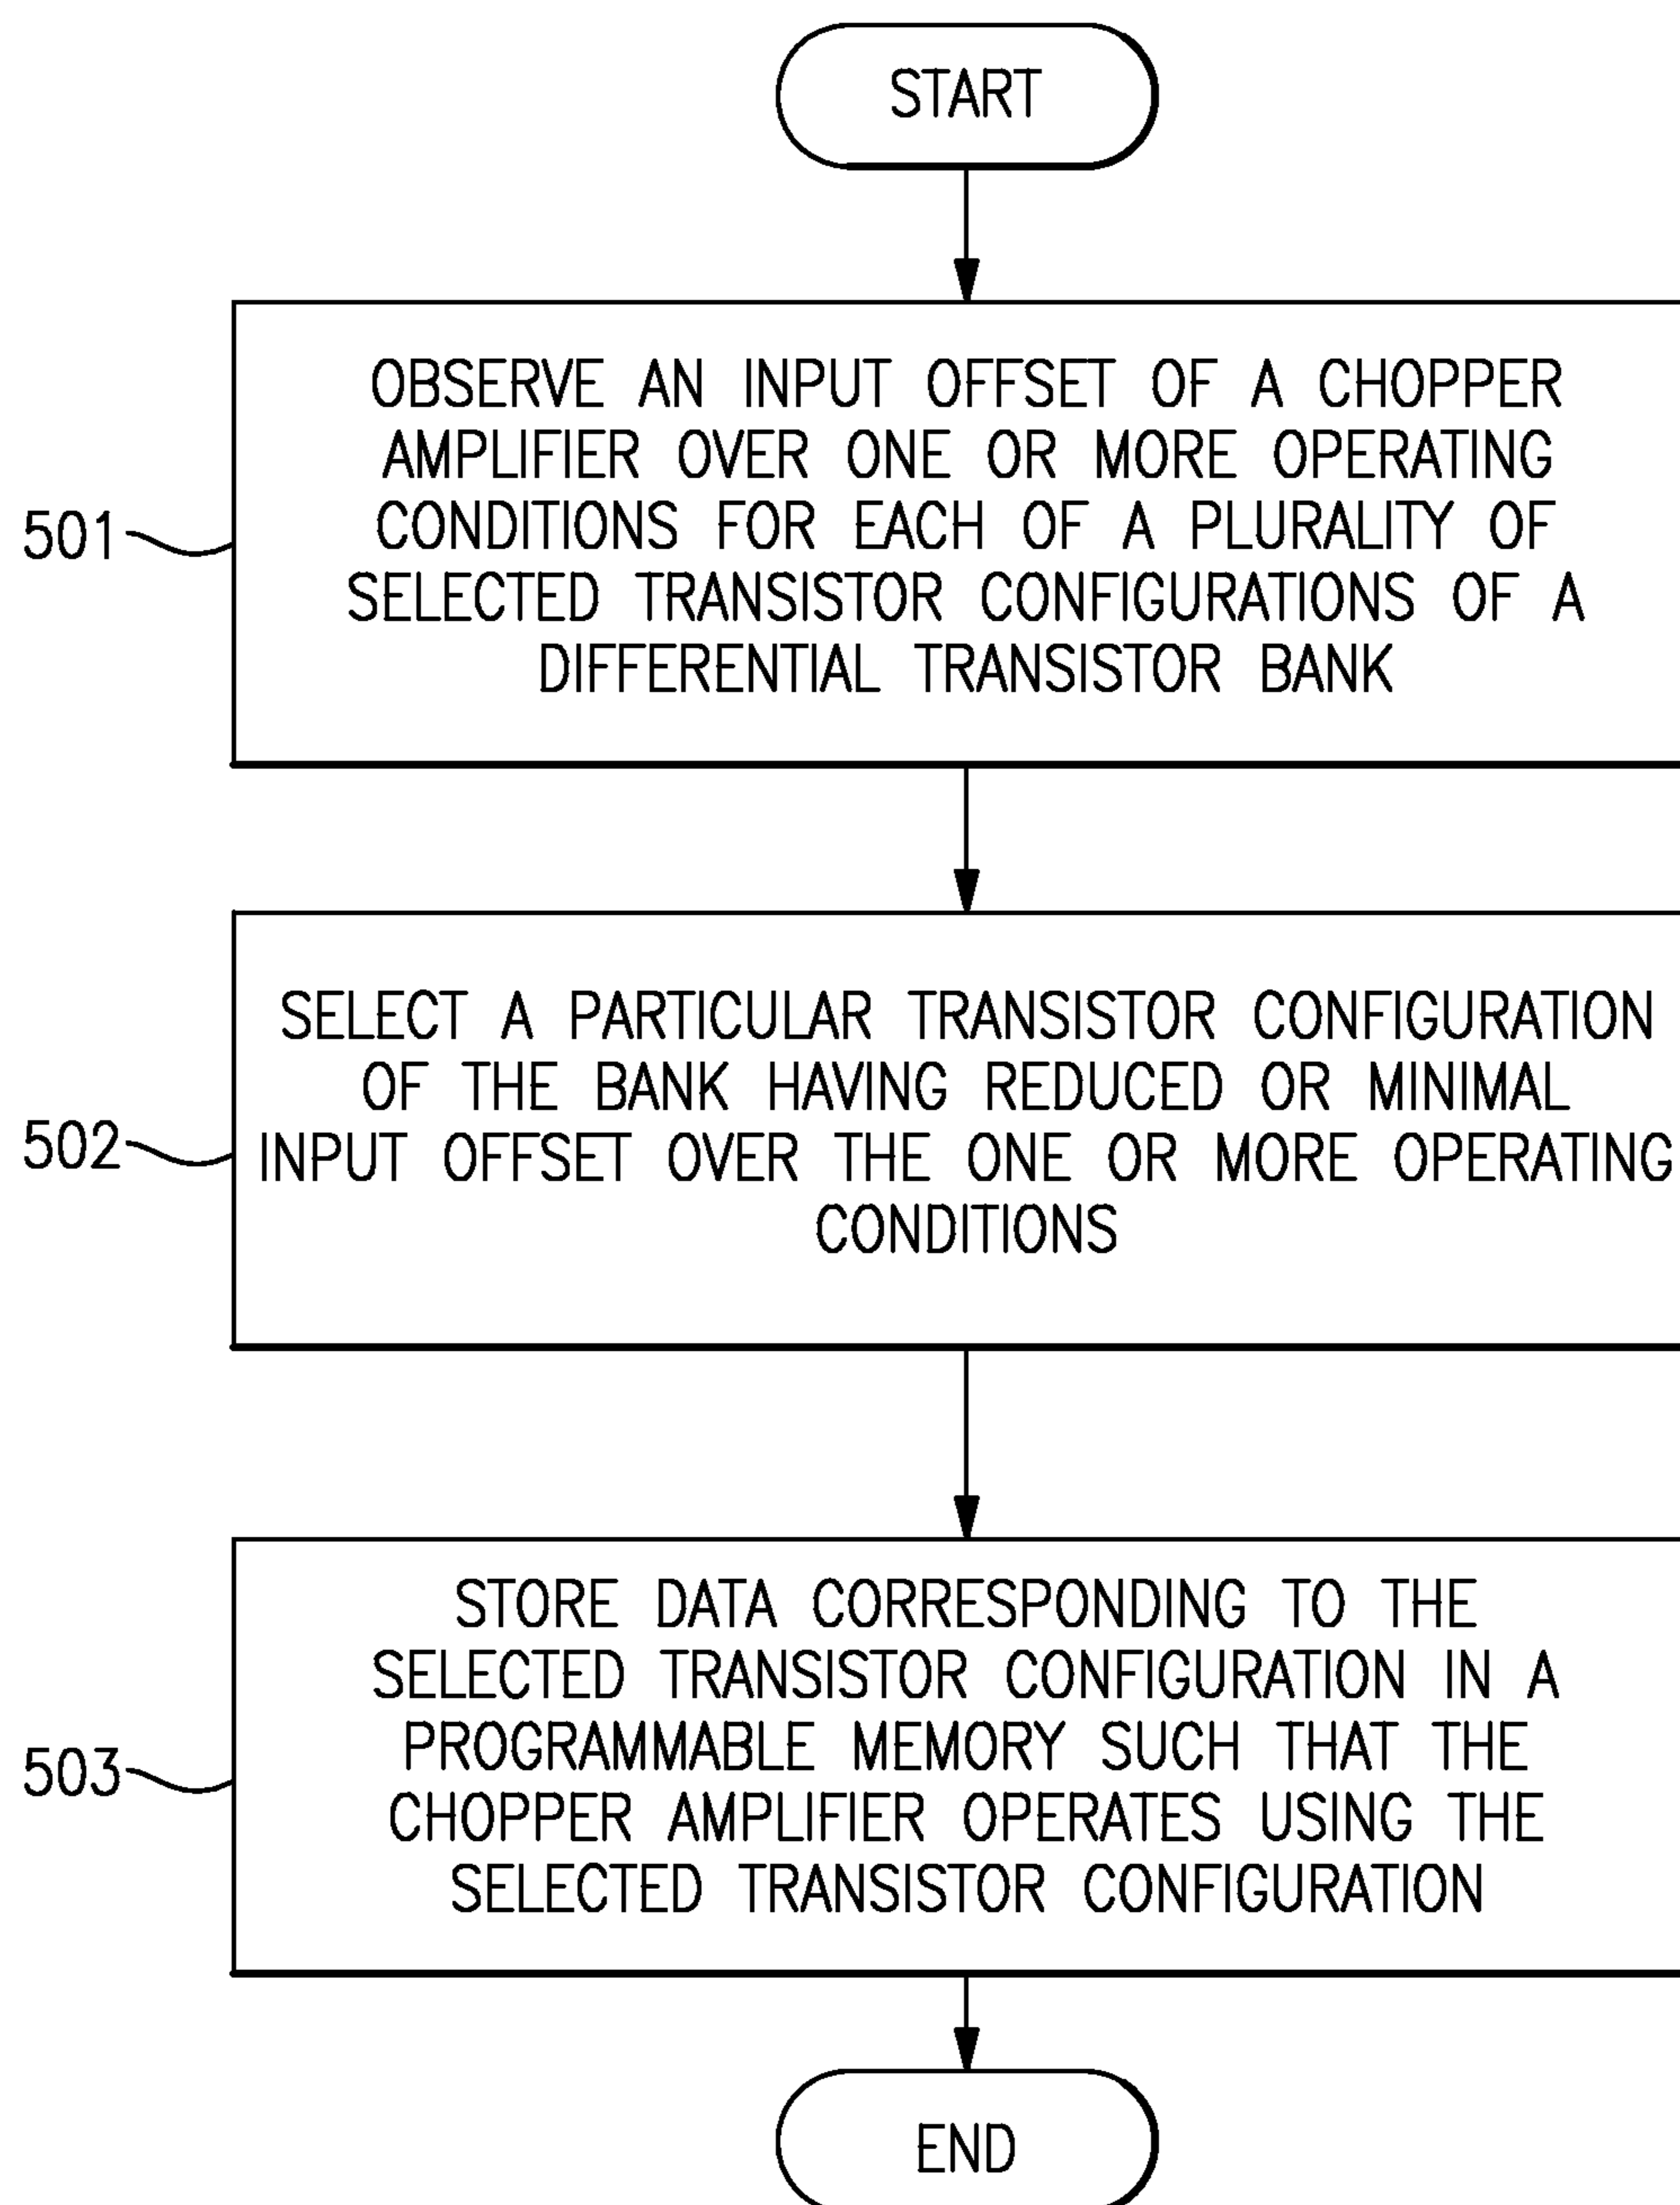 START
OBSERVE AN INPUT OFFSET OF A CHOPPER
AMPLIFIER OVER ONE OR MORE OPERATING
CONDITIONS FOR EACH OF A PLURALITY OF
SELECTED TRANSISTOR CONFIGURATIONS OF A
DIFFERENTIAL TRANSISTOR BANK
501
SELECT A PARTICULAR TRANSISTOR CONFIGURATION
OF THE BANK HAVING REDUCED OR MINIMAL
INPUT OFFSET OVER THE ONE OR MORE OPERATING
CONDITIONS
502
STORE DATA CORRESPONDING TO THE
SELECTED TRANSISTOR CONFIGURATION IN A
PROGRAMMABLE MEMORY SUCH THAT THE
CHOPPER AMPLIFIER OPERATES USING THE
SELECTED TRANSISTOR CONFIGURATION
503
END